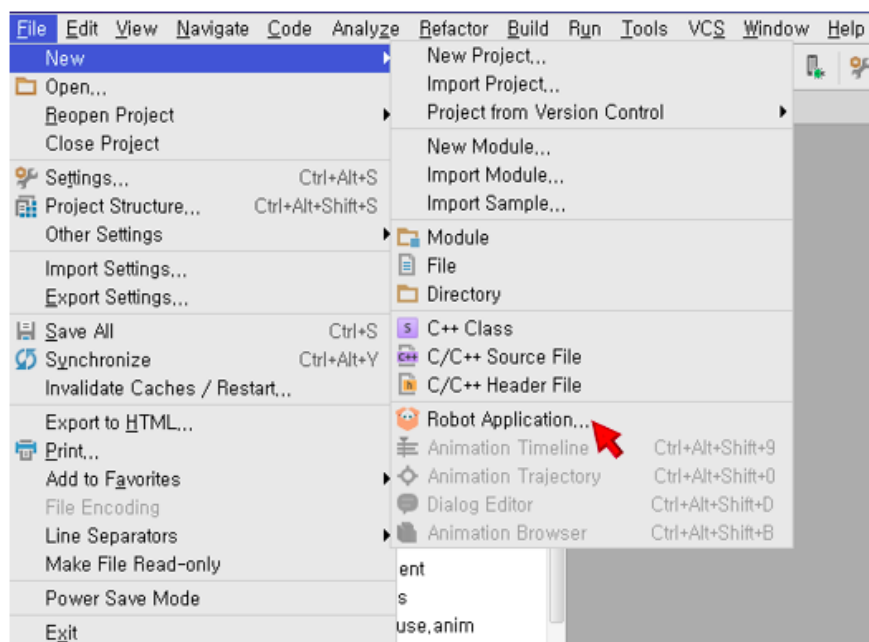 File Edit View Navigate Code Analyze Refactor Build Run Tools VCS Window Help
New
Open...
Reopen Project
Close Project
Settings... Ctrl+Alt+S
Project Structure... Ctrl+Alt+Shift+S
Other Settings
Import Settings...
Export Settings...
Save All Ctrl+S
Synchronize Ctrl+Alt+Y
Invalidate Caches / Restart...
Export to HTML...
Print...
Add to Favorites
File Encoding
Line Separators
Make File Read-only
Power Save Mode
Exit
New Project...
Import Project...
Project from Version Control
New Module...
Import Module...
Import Sample...
Module
File
Directory
S C++ Class
C++ C/C++ Source File
h C/C++ Header File
Robot Application...
Animation Timeline Ctrl+Alt+Shift+9
Animation Trajectory Ctrl+Alt+Shift+0
Dialog Editor Ctrl+Alt+Shift+D
Animation Browser Ctrl+Alt+Shift+B
ent
s
use,anim